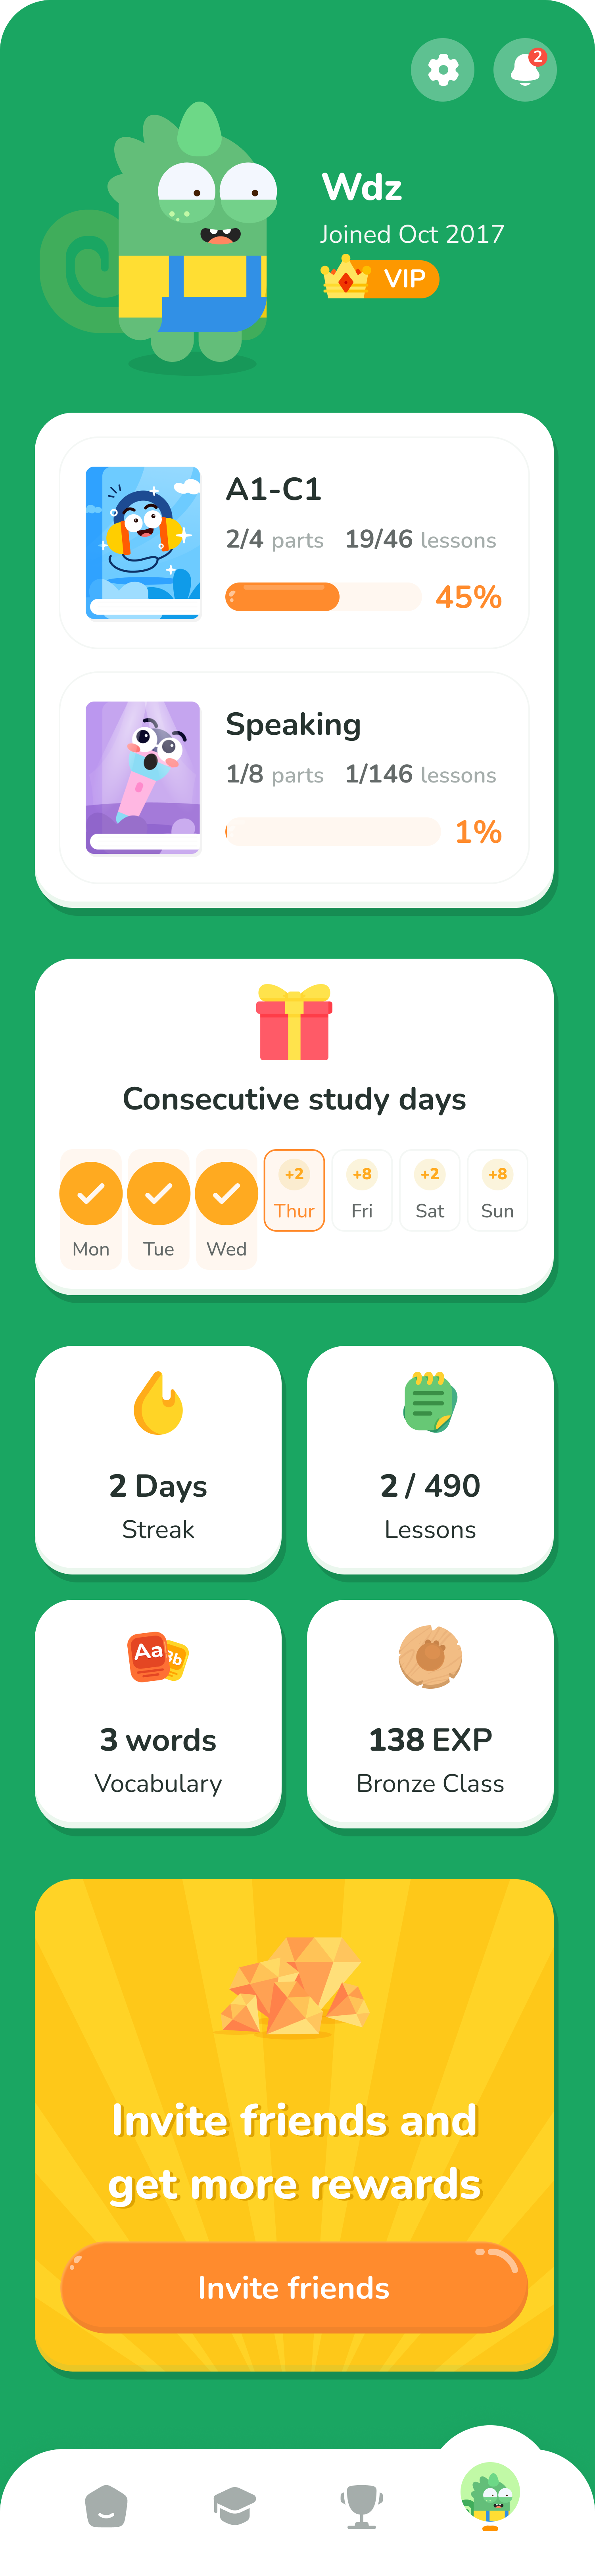 2
Wdz
Joined Oct 2017
VIP
A1-C1
2/4 parts 19/46 lessons
45%
Speaking
1/8 parts 1/146 lessons
1%
Consecutive study days
+2 +8 +2 +8
Mon Tue Wed Thur Fri Sat Sun
2 Days
Streak
2 / 490
Lessons
Aa Bb
3 words
Vocabulary
138 EXP
Bronze Class
Invite friends and
get more rewards
Invite friends